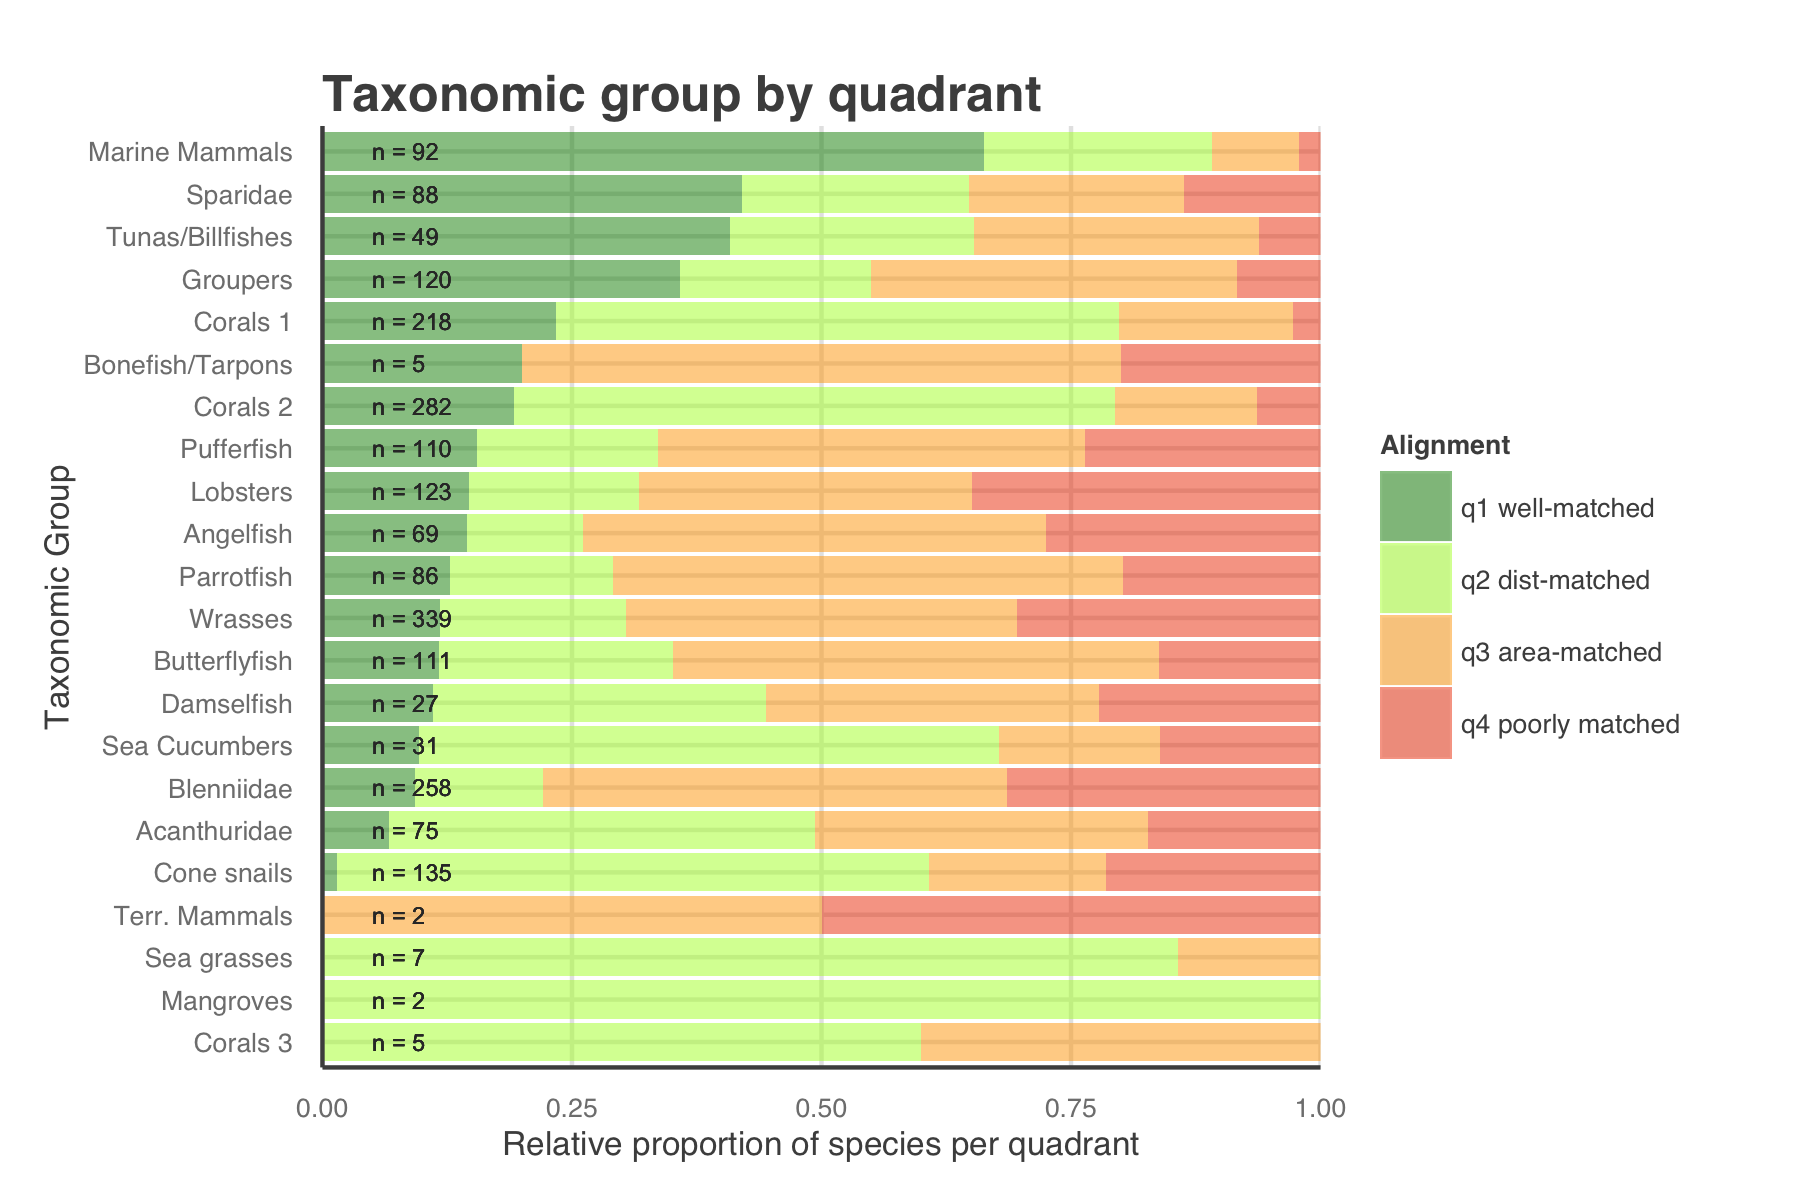 Taxonomic group by quadrant
Marine Mammals n = 92
Sparidae n = 88
Tunas/Billfishes n = 49
Groupers n = 120
Corals 1 n = 218
Bonefish/Tarpons n = 5
Corals 2 n = 282
Pufferfish n = 110
Lobsters n = 123
Angelfish n = 69
Parrotfish n = 86
Wrasses n = 339
Butterflyfish n = 111
Damselfish n = 27
Sea Cucumbers n = 31
Blenniidae n = 258
Acanthuridae n = 75
Cone snails n = 135
Terr. Mammals n = 2
Sea grasses n = 7
Mangroves n = 2
Corals 3 n = 5
Taxonomic Group
0.00 0.25 0.50 0.75 1.00
Relative proportion of species per quadrant
Alignment
q1 well-matched
q2 dist-matched
q3 area-matched
q4 poorly matched